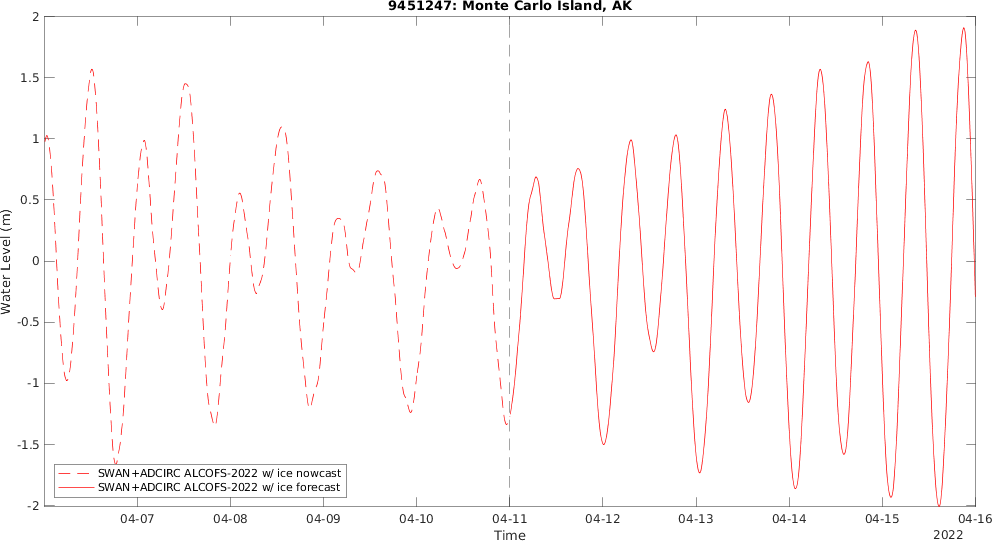 9451247: Monte Carlo Island, AK
Water Level (m)
2
1.5
1
0.5
0
-0.5
-1
-1.5
-2
SWAN+ADCIRC ALCOFS-2022 w/ ice nowcast
SWAN+ADCIRC ALCOFS-2022 w/ ice forecast
04-07 04-08 04-09 04-10 04-11 04-12 04-13 04-14 04-15 04-16
Time
2022